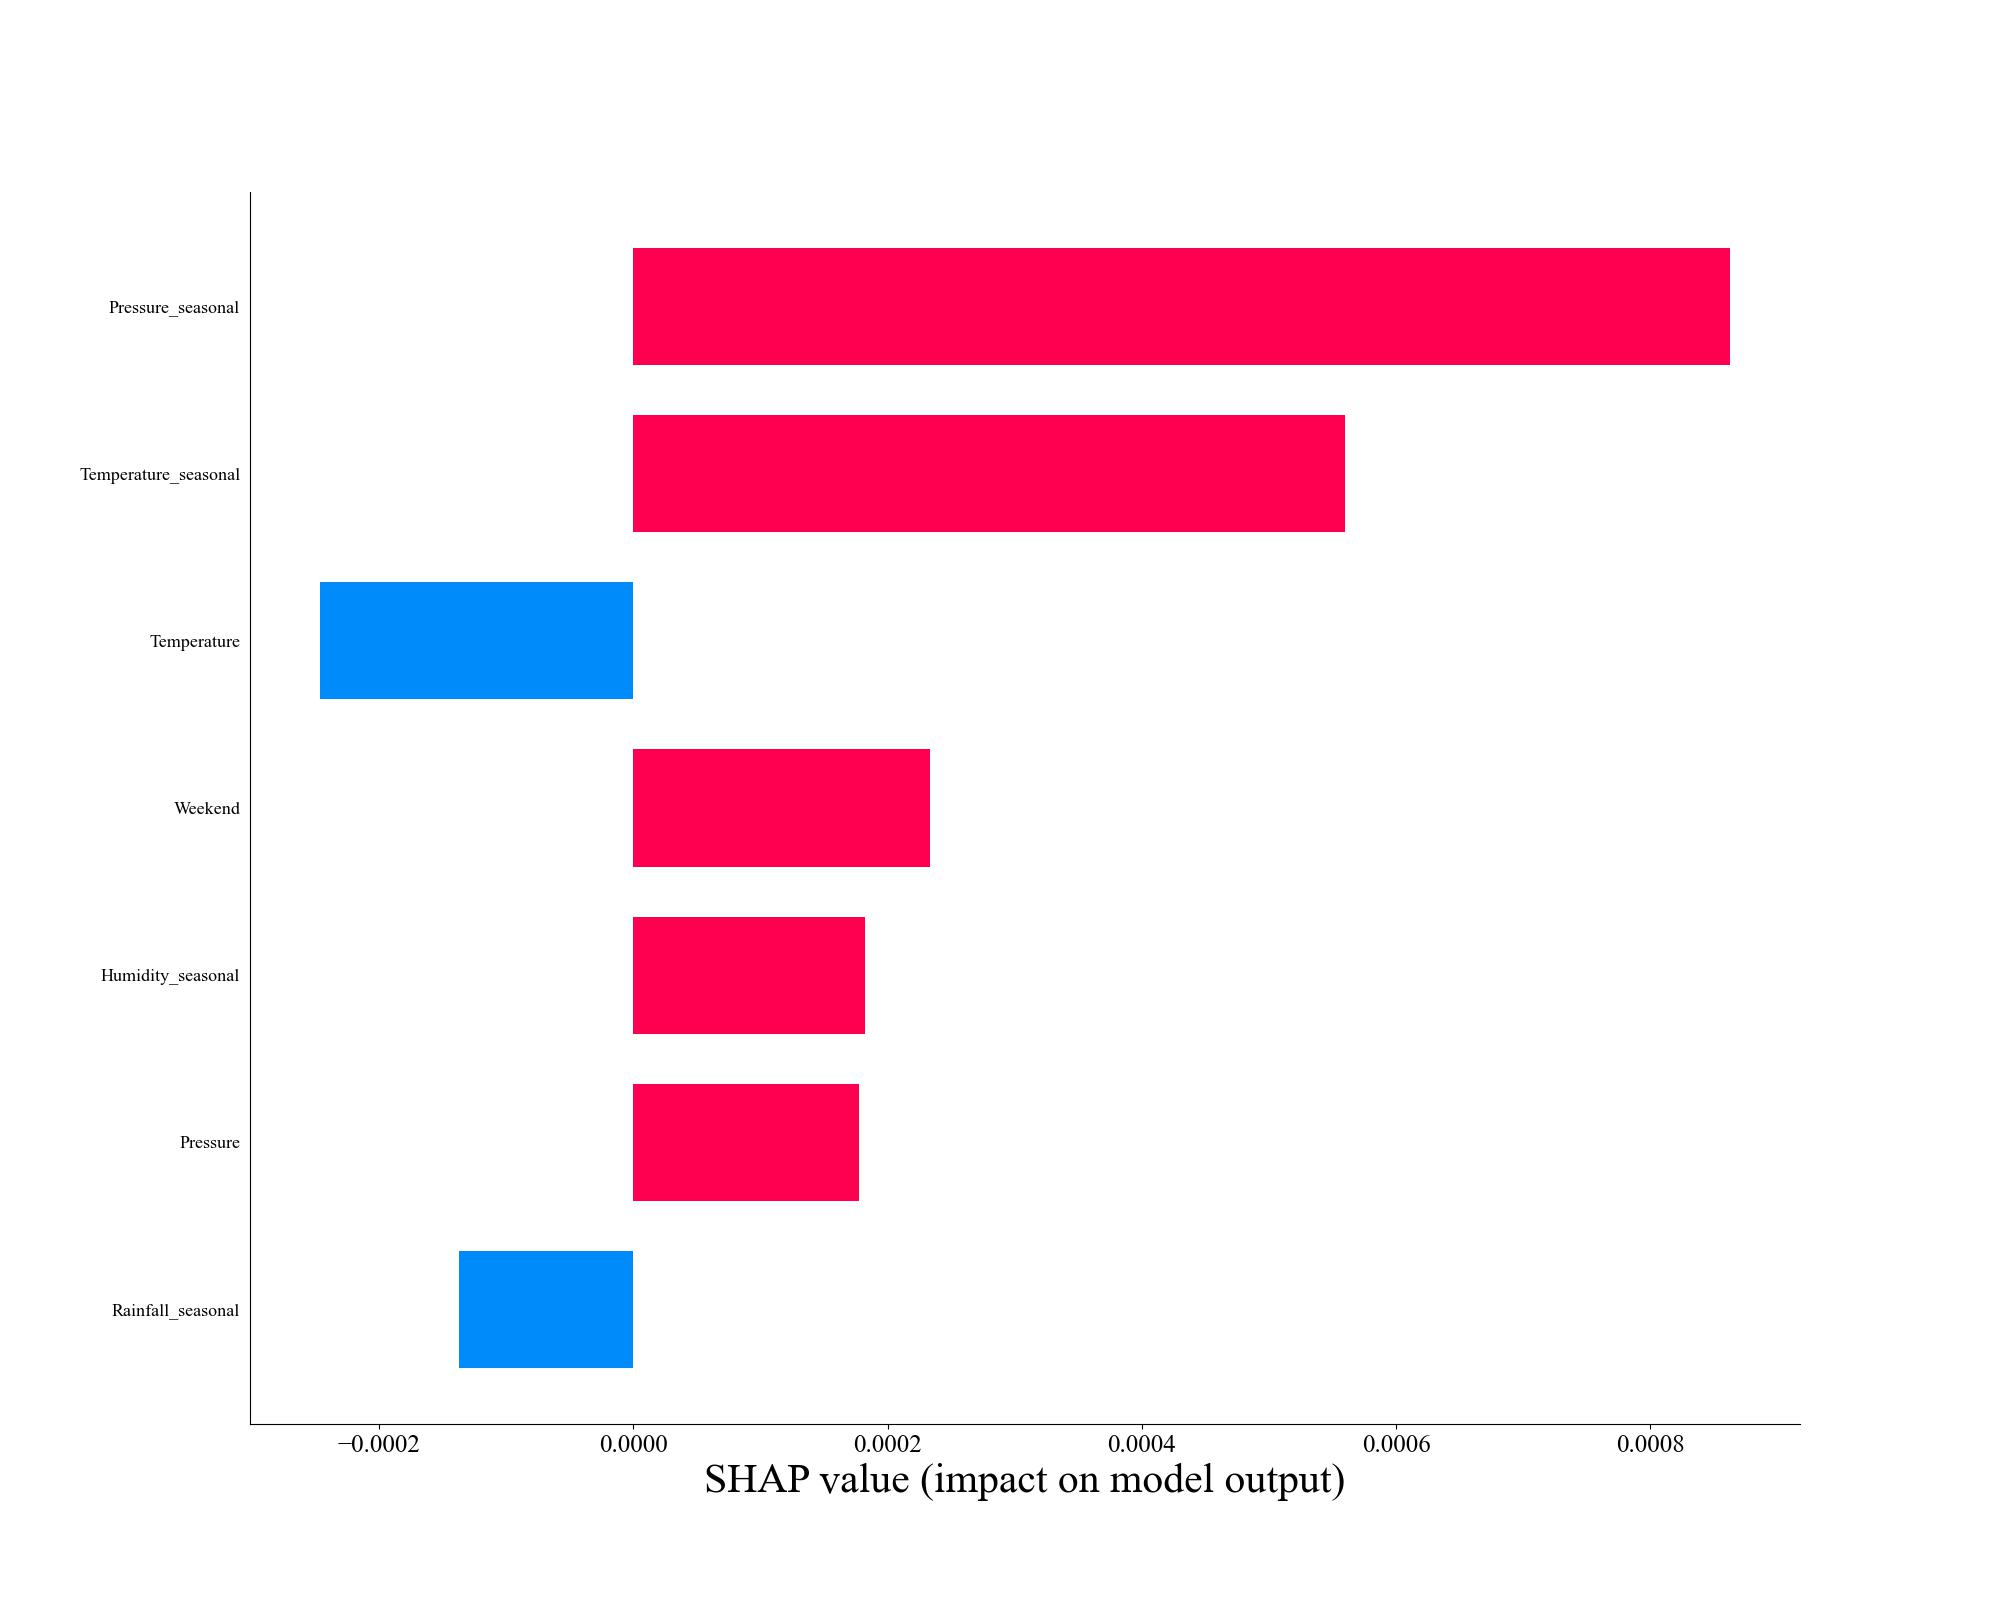 Pressure_seasonal
Temperature_seasonal
Temperature
Weekend
Humidity_seasonal
Pressure
Rainfall_seasonal
−0.0002 0.0000 0.0002 0.0004 0.0006 0.0008
SHAP value (impact on model output)